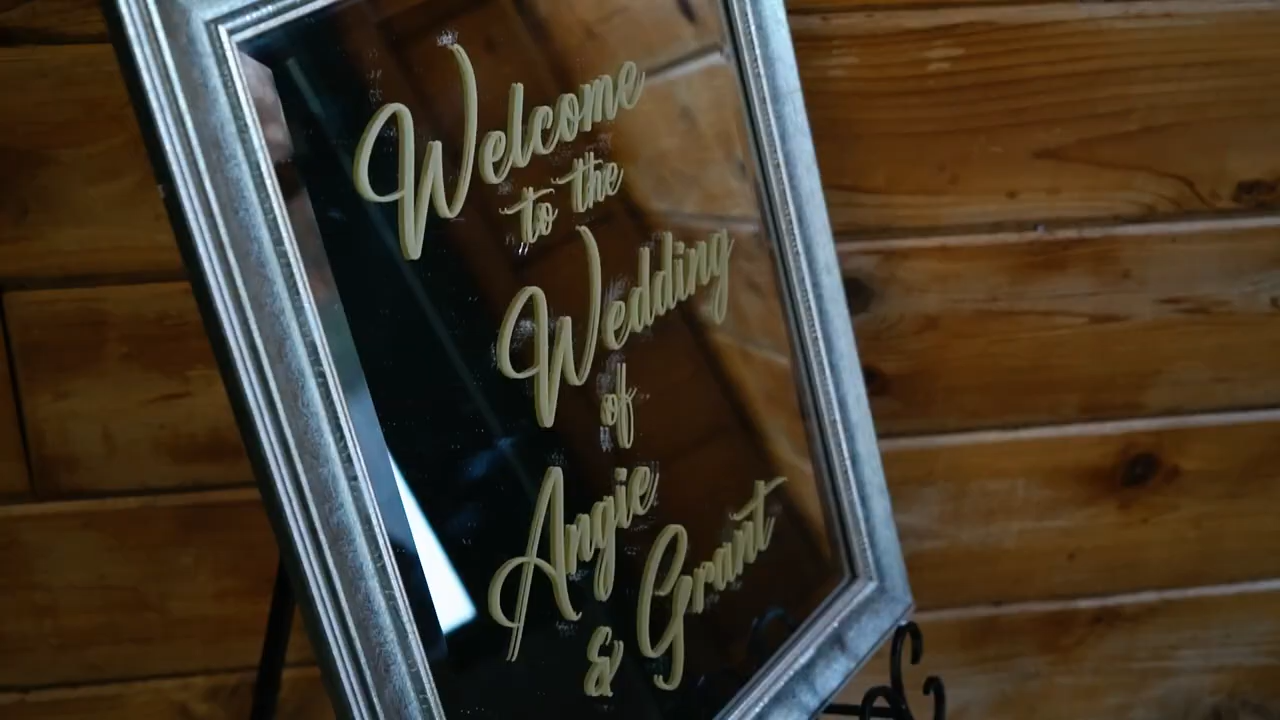 Welcome
to the
Wedding
of
Angie
& Grant